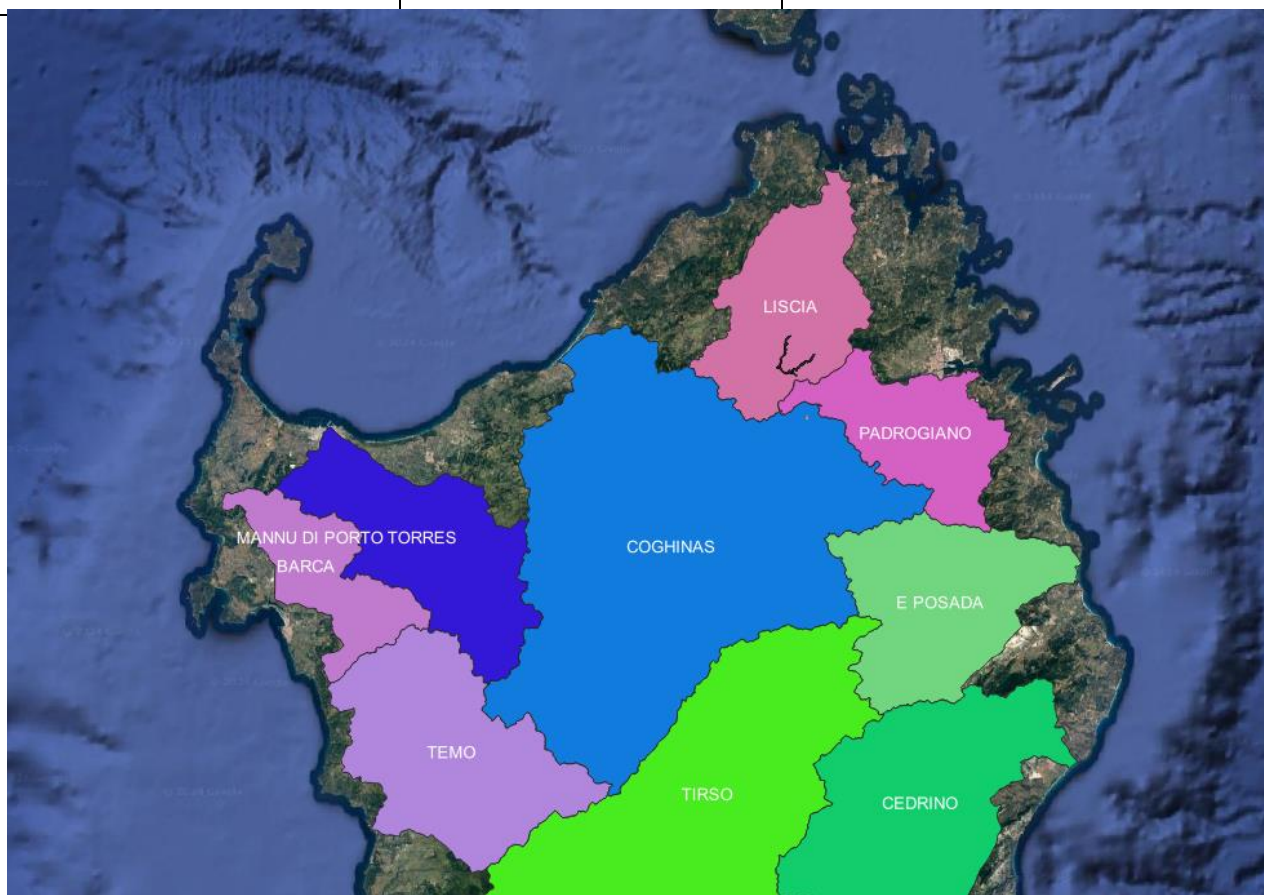 LISCIA
PADROGIANO
MANNU DI PORTO TORRES
COGHINAS
BARCA
E POSADA
TEMO
TIRSO
CEDRINO